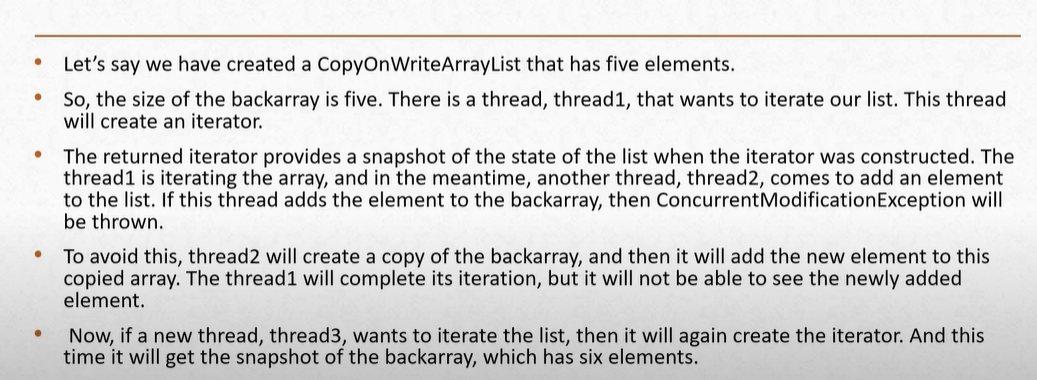 • Let’s say we have created a CopyOnWriteArrayList that has five elements.
• So, the size of the backarray is five. There is a thread, thread1, that wants to iterate our list. This thread
will create an iterator.
• The returned iterator provides a snapshot of the state of the list when the iterator was constructed. The
thread1 is iterating the array, and in the meantime, another thread, thread2, comes to add an element
to the list. If this thread adds the element to the backarray, then ConcurrentModificationException will
be thrown.
• To avoid this, thread2 will create a copy of the backarray, and then it will add the new element to this
copied array. The thread1 will complete its iteration, but it will not be able to see the newly added
element.
• Now, if a new thread, thread3, wants to iterate the list, then it will again create the iterator. And this
time it will get the snapshot of the backarray, which has six elements.